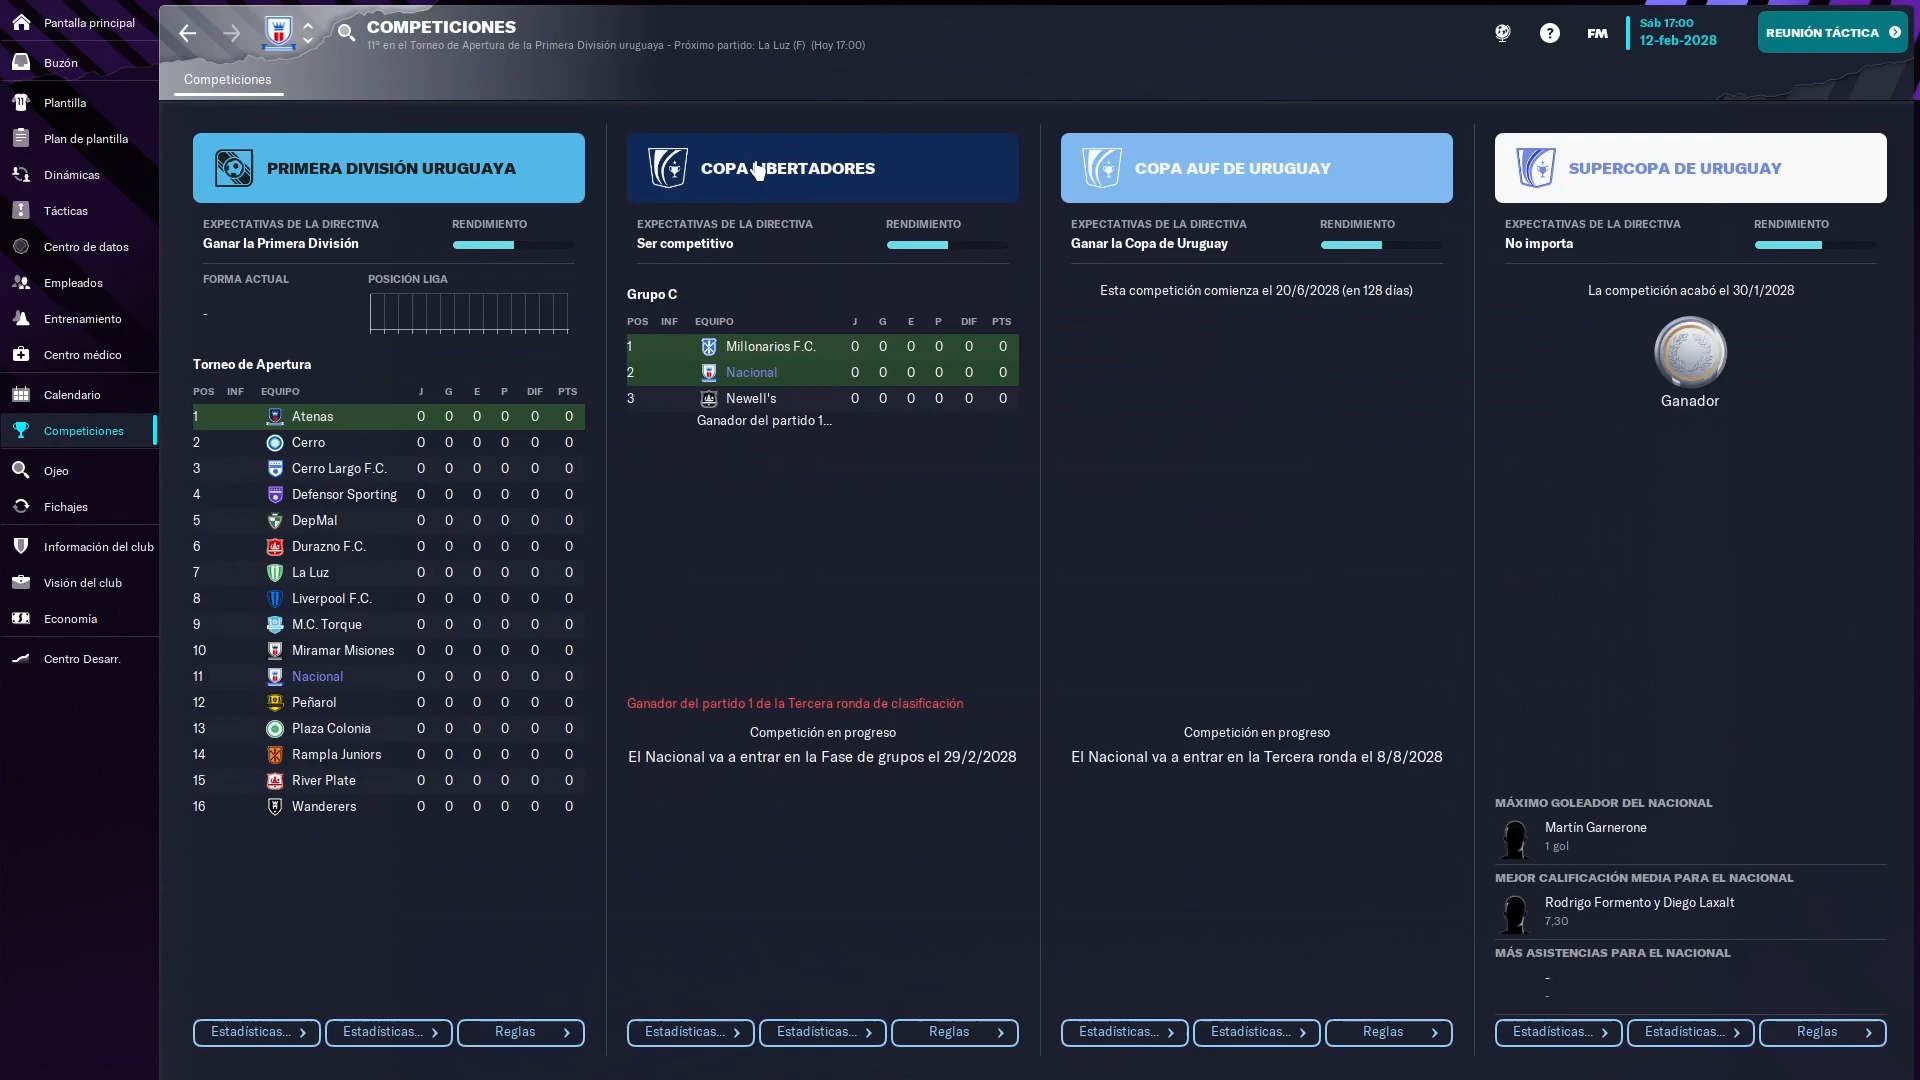 Pantalla principal
Buzón
Plantilla
Plan de plantilla
Dinámicas
Tácticas
Centro de datos
Empleados
Entrenamiento
Centro médico
Calendario
Competiciones
Ojeo
Fichajes
Información del club
Visión del club
Economía
Centro Desarr.
COMPETICIONES
11º en el Torneo de Apertura de la Primera División uruguaya - Próximo partido: La Luz (F) (Hoy 17:00)
FM
Sáb 17:00
12-feb-2028
REUNIÓN TÁCTICA
Competiciones
PRIMERA DIVISIÓN URUGUAYA
EXPECTATIVAS DE LA DIRECTIVA RENDIMIENTO
Ganar la Primera División
FORMA ACTUAL POSICIÓN LIGA
-
Torneo de Apertura
POS INF EQUIPO J G E P DIF PTS
1 Atenas 0 0 0 0 0 0
2 Cerro 0 0 0 0 0 0
3 Cerro Largo F.C. 0 0 0 0 0 0
4 Defensor Sporting 0 0 0 0 0 0
5 DepMal 0 0 0 0 0 0
6 Durazno F.C. 0 0 0 0 0 0
7 La Luz 0 0 0 0 0 0
8 Liverpool F.C. 0 0 0 0 0 0
9 M.C. Torque 0 0 0 0 0 0
10 Miramar Misiones 0 0 0 0 0 0
11 Nacional 0 0 0 0 0 0
12 Peñarol 0 0 0 0 0 0
13 Plaza Colonia 0 0 0 0 0 0
14 Rampla Juniors 0 0 0 0 0 0
15 River Plate 0 0 0 0 0 0
16 Wanderers 0 0 0 0 0 0
Estadísticas... Estadísticas... Reglas
COPA LIBERTADORES
EXPECTATIVAS DE LA DIRECTIVA RENDIMIENTO
Ser competitivo
Grupo C
POS INF EQUIPO J G E P DIF PTS
1 Millonarios F.C. 0 0 0 0 0 0
2 Nacional 0 0 0 0 0 0
3 Newell's 0 0 0 0 0 0
Ganador del partido 1...
Ganador del partido 1 de la Tercera ronda de clasificación
Competición en progreso
El Nacional va a entrar en la Fase de grupos el 29/2/2028
Estadísticas... Estadísticas... Reglas
COPA AUF DE URUGUAY
EXPECTATIVAS DE LA DIRECTIVA RENDIMIENTO
Ganar la Copa de Uruguay
Esta competición comienza el 20/6/2028 (en 128 días)
Competición en progreso
El Nacional va a entrar en la Tercera ronda el 8/8/2028
Estadísticas... Estadísticas... Reglas
SUPERCOPA DE URUGUAY
EXPECTATIVAS DE LA DIRECTIVA RENDIMIENTO
No importa
La competición acabó el 30/1/2028
Ganador
MÁXIMO GOLEADOR DEL NACIONAL
Martín Garnerone
1 gol
MEJOR CALIFICACIÓN MEDIA PARA EL NACIONAL
Rodrigo Formento y Diego Laxalt
7,30
MÁS ASISTENCIAS PARA EL NACIONAL
-
-
Estadísticas... Estadísticas... Reglas